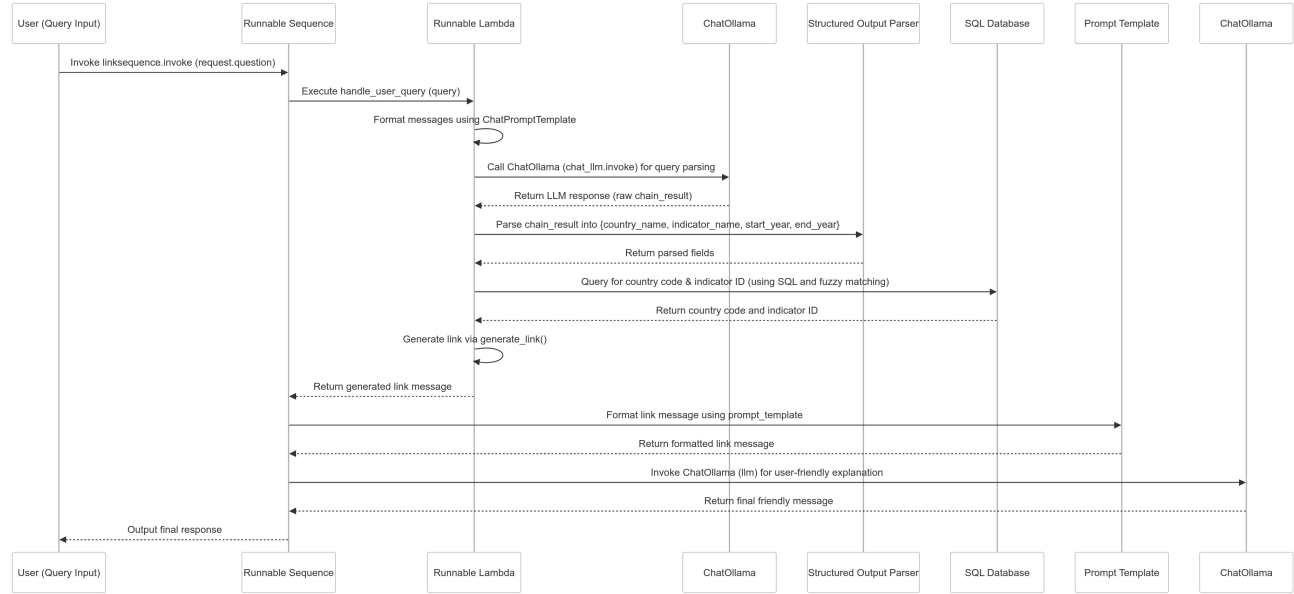 User (Query Input)
Runnable Sequence
Runnable Lambda
ChatOllama
Structured Output Parser
SQL Database
Prompt Template
ChatOllama
Invoke linksequence.invoke (request.question)
Execute handle_user_query (query)
Format messages using ChatPromptTemplate
Call ChatOllama (chat_llm.invoke) for query parsing
Return LLM response (raw chain_result)
Parse chain_result into {country_name, indicator_name, start_year, end_year}
Return parsed fields
Query for country code & indicator ID (using SQL and fuzzy matching)
Return country code and indicator ID
Generate link via generate_link()
Return generated link message
Format link message using prompt_template
Return formatted link message
Invoke ChatOllama (llm) for user-friendly explanation
Return final friendly message
Output final response
User (Query Input)
Runnable Sequence
Runnable Lambda
ChatOllama
Structured Output Parser
SQL Database
Prompt Template
ChatOllama